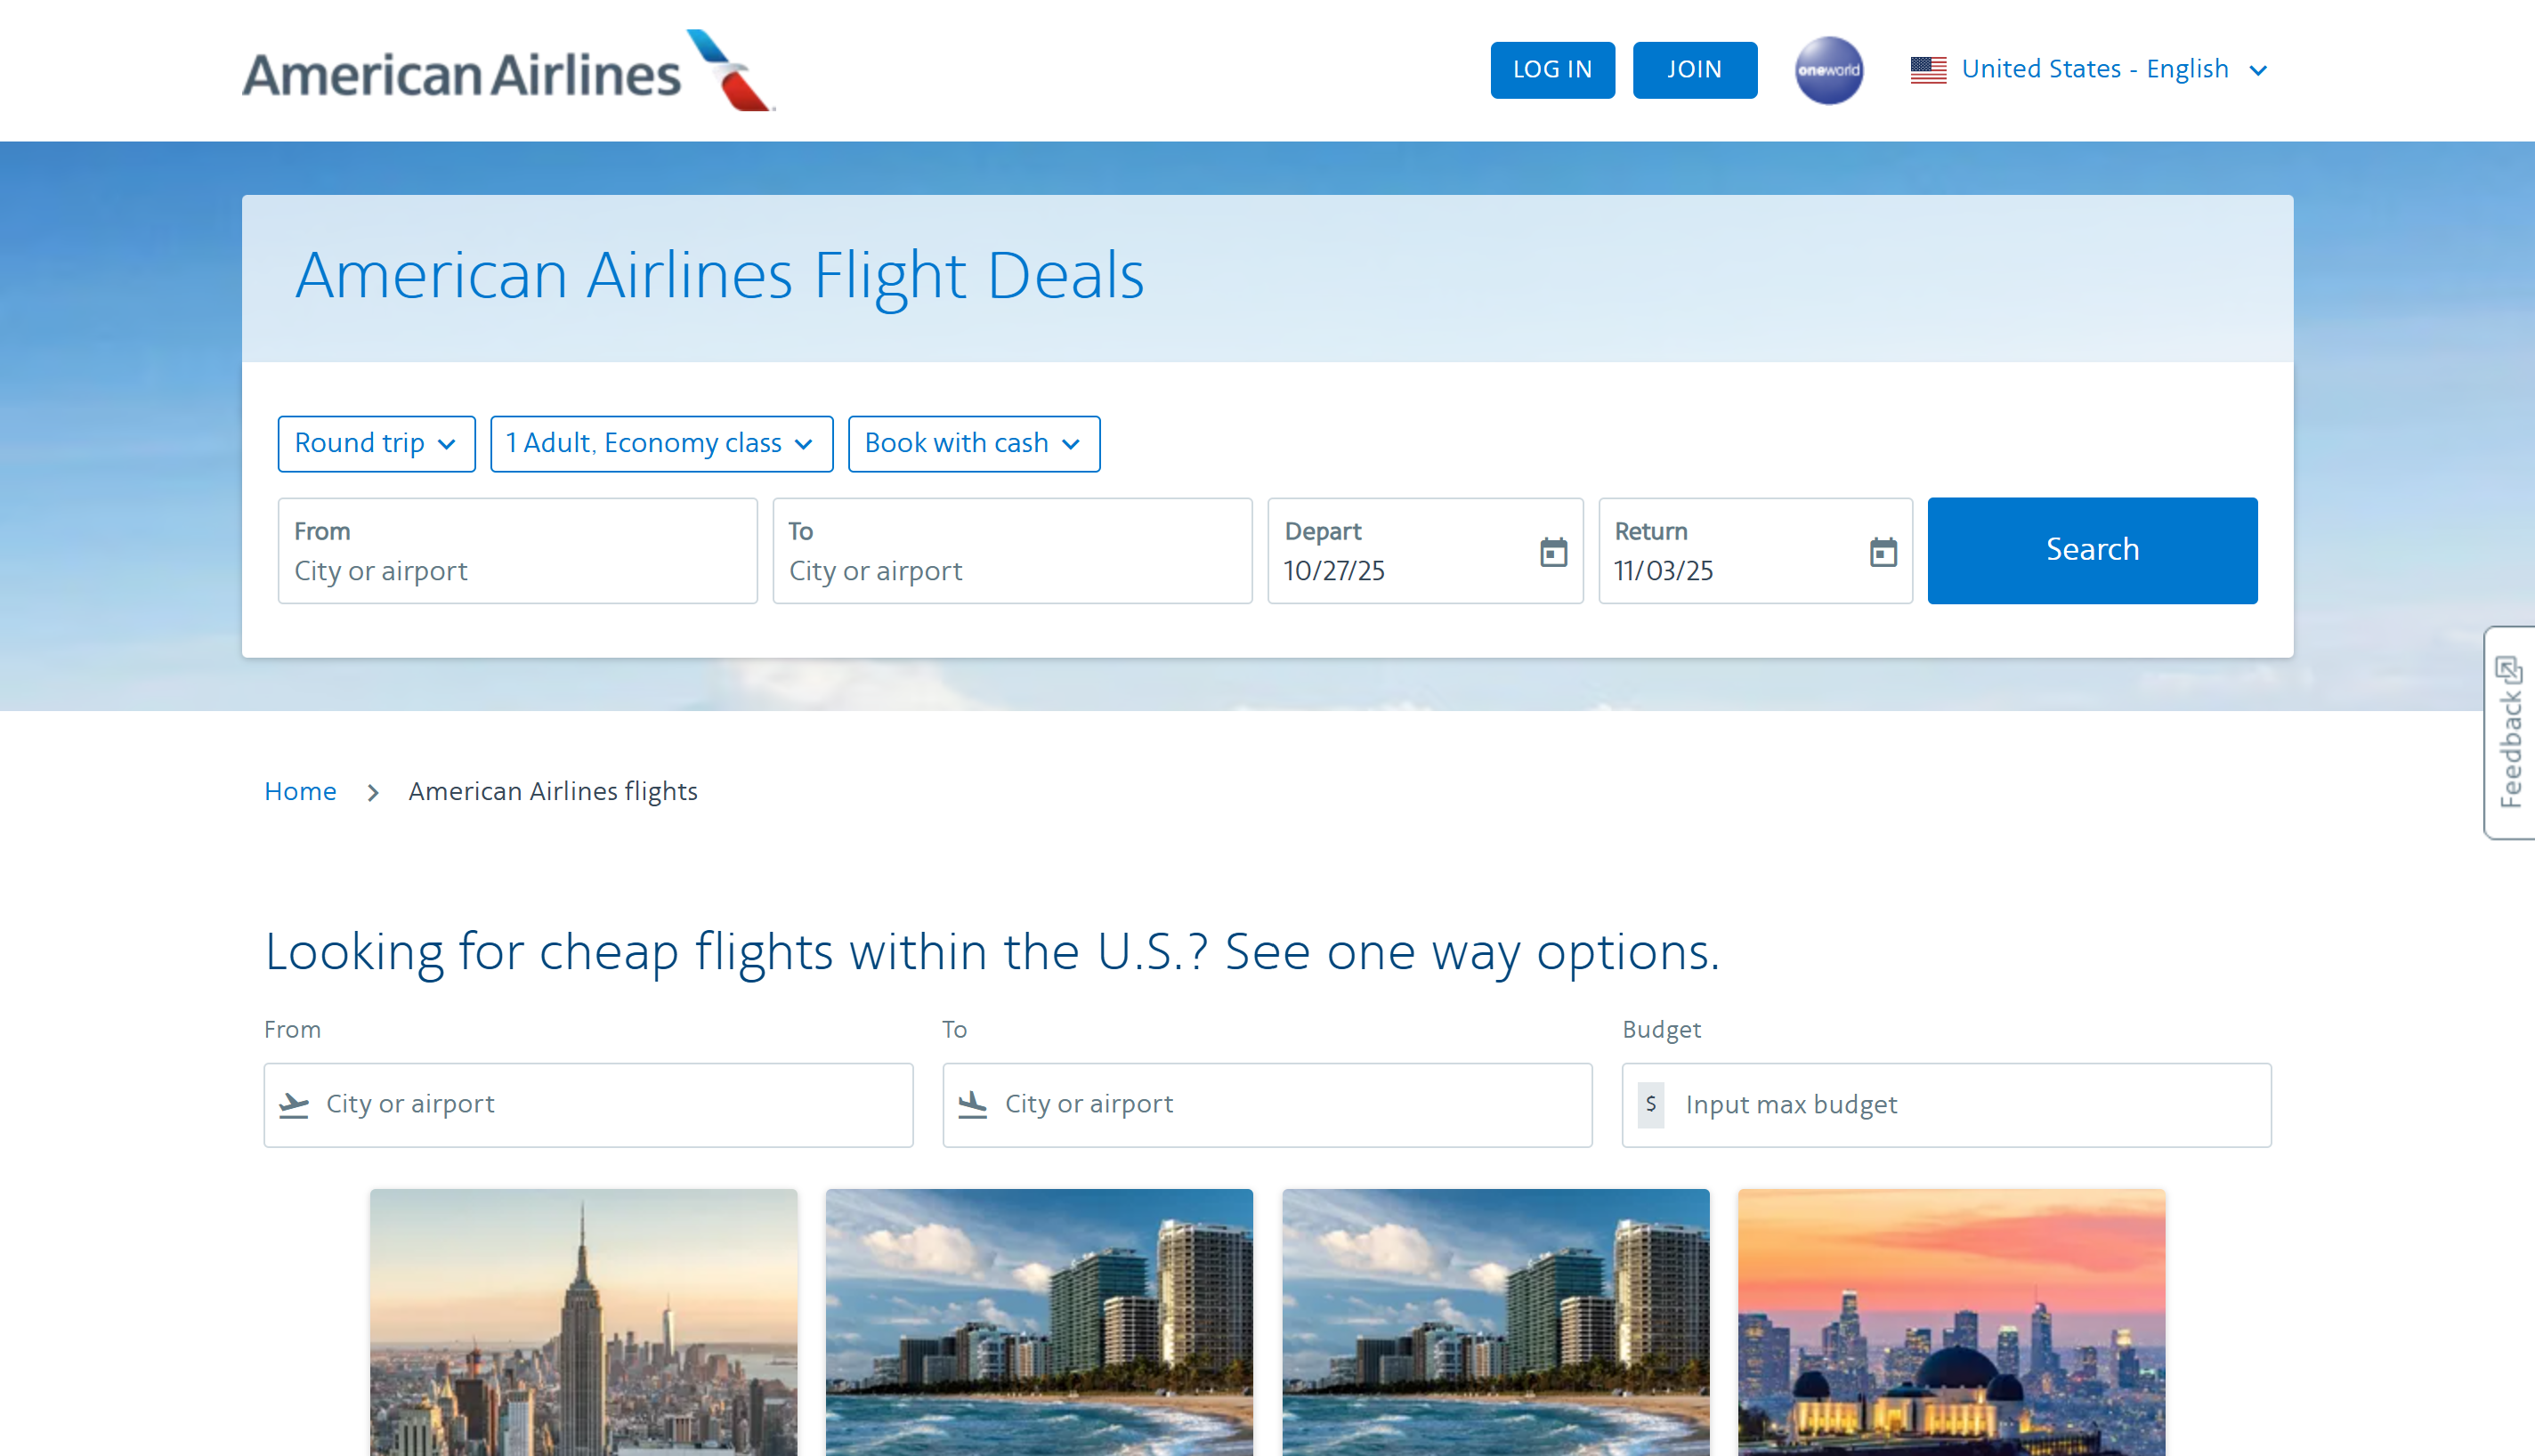 American Airlines
LOG IN
JOIN
oneworld
United States - English
American Airlines Flight Deals
Round trip
1 Adult, Economy class
Book with cash
From
City or airport
To
City or airport
Depart
10/27/25
Return
11/03/25
Search
Feedback
Home
American Airlines flights
Looking for cheap flights within the U.S.? See one way options.
From
To
Budget
City or airport
City or airport
$
Input max budget